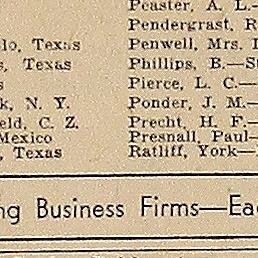 Peaster, A. L.
Pendergrast, R
lo, Texas Penwell, Mrs.
s, Texas Phillips, B.—S
s Pierce, L. C.—
k, N. Y. Ponder, J. M.—
eld, C. Z. Precht, H. F.—
Mexico Presnall, Paul—
, Texas Ratliff, York—
ng Business Firms—Ea